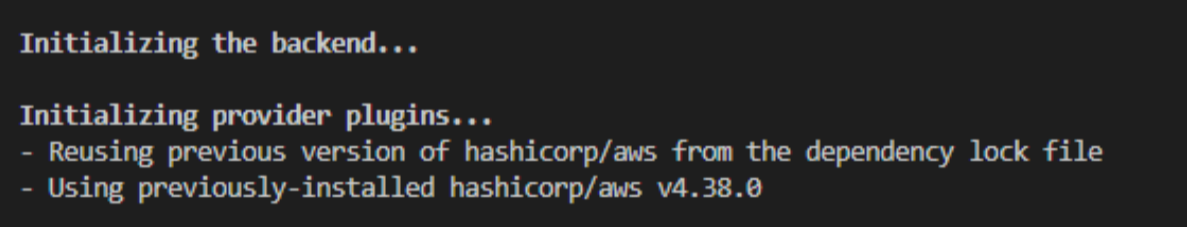 Initializing the backend...
Initializing provider plugins...
- Reusing previous version of hashicorp/aws from the dependency lock file
- Using previously-installed hashicorp/aws v4.38.0